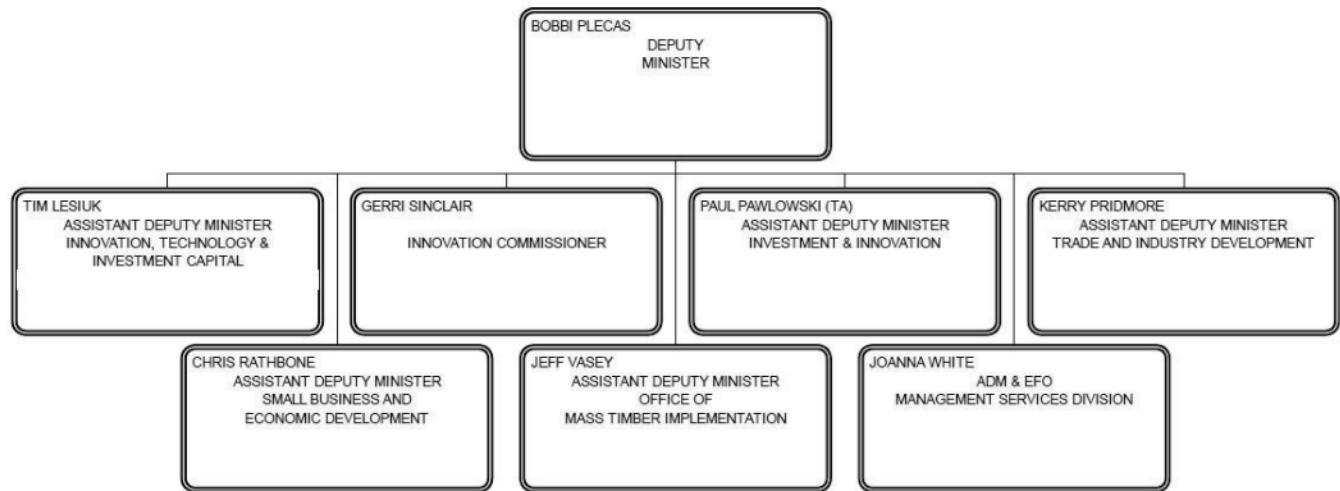 BOBBI PLECAS
DEPUTY
MINISTER
TIM LESIUK
ASSISTANT DEPUTY MINISTER
INNOVATION, TECHNOLOGY &
INVESTMENT CAPITAL
GERRI SINCLAIR
INNOVATION COMMISSIONER
PAUL PAWLOWSKI (TA)
ASSISTANT DEPUTY MINISTER
INVESTMENT & INNOVATION
KERRY PRIDMORE
ASSISTANT DEPUTY MINISTER
TRADE AND INDUSTRY DEVELOPMENT
CHRIS RATHBONE
ASSISTANT DEPUTY MINISTER
SMALL BUSINESS AND
ECONOMIC DEVELOPMENT
JEFF VASEY
ASSISTANT DEPUTY MINISTER
OFFICE OF
MASS TIMBER IMPLEMENTATION
JOANNA WHITE
ADM & EFO
MANAGEMENT SERVICES DIVISION